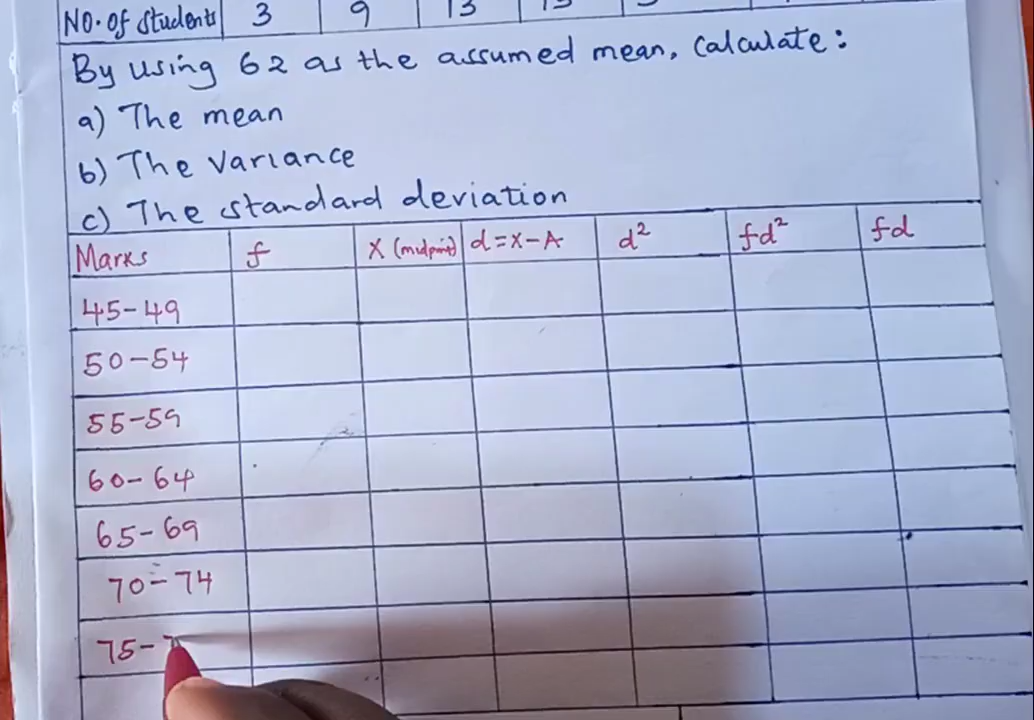 NO. of students 3 9 13
By using 62 as the assumed mean, calculate:
a) The mean
b) The variance
c) The standard deviation
Marks f X (midpoint) d = x - A d² fd² fd
45-49
50-54
55-59
60-64
65-69
70-74
75-